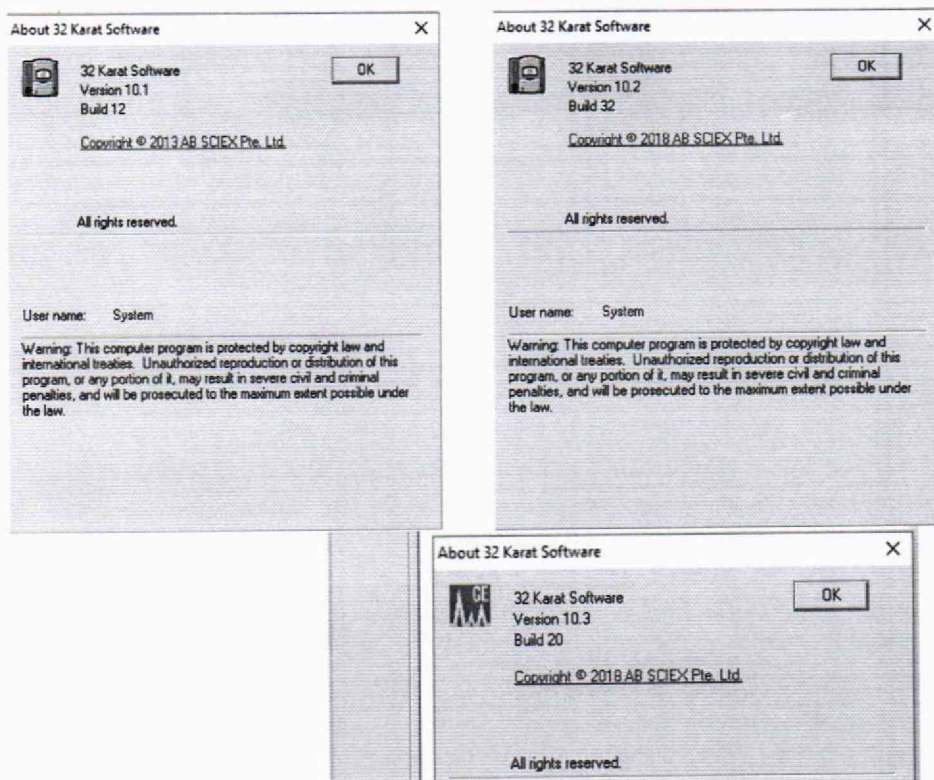 About 32 Karat Software
OK
32 Karat Software
Version 10.1
Build 12
Copyright © 2013 AB SCIEX Pte. Ltd.
All rights reserved.
User name: System
Warning: This computer program is protected by copyright law and
international treaties. Unauthorized reproduction or distribution of this
program, or any portion of it, may result in severe civil and criminal
penalties, and will be prosecuted to the maximum extent possible under
the law.
About 32 Karat Software
OK
32 Karat Software
Version 10.2
Build 32
Copyright © 2018 AB SCIEX Pte. Ltd.
All rights reserved.
User name: System
Warning: This computer program is protected by copyright law and
international treaties. Unauthorized reproduction or distribution of this
program, or any portion of it, may result in severe civil and criminal
penalties, and will be prosecuted to the maximum extent possible under
the law.
About 32 Karat Software
CE
OK
32 Karat Software
Version 10.3
Build 20
Copyright © 2018 AB SCIEX Pte. Ltd.
All rights reserved.